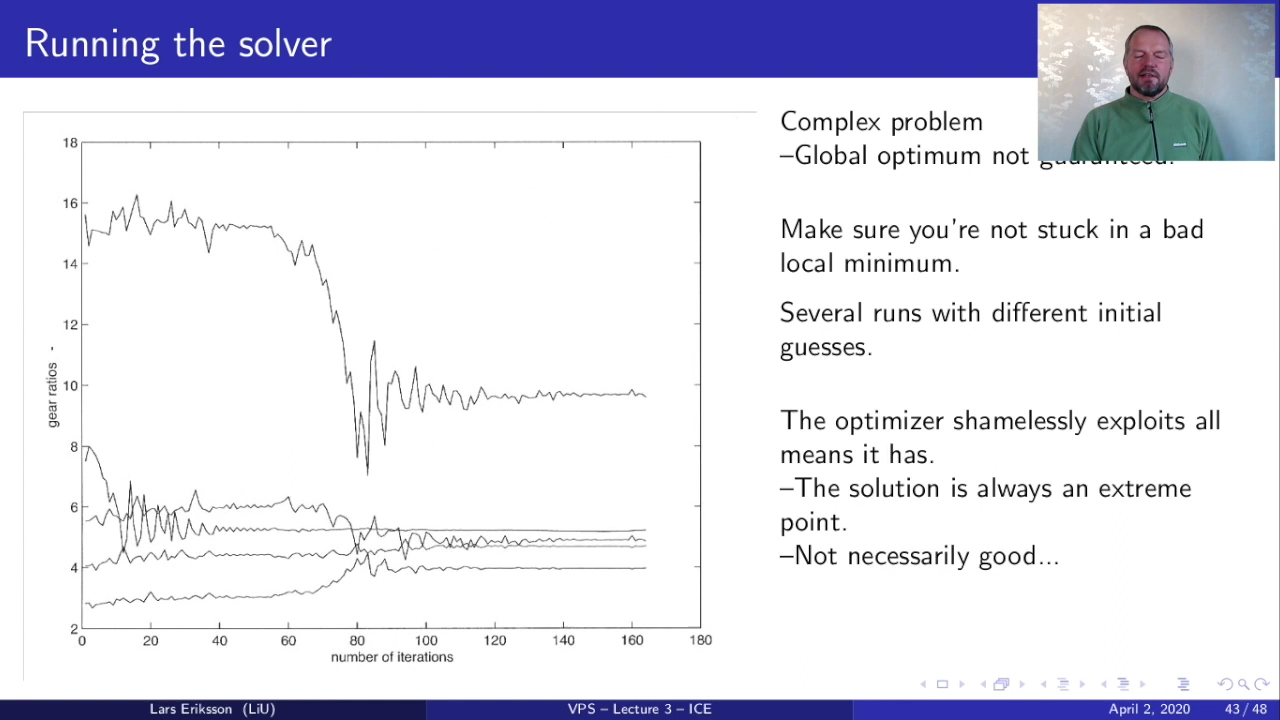 Running the solver
Complex problem
–Global optimum not
Make sure you're not stuck in a bad
local minimum.
Several runs with different initial
guesses.
The optimizer shamelessly exploits all
means it has.
–The solution is always an extreme
point.
–Not necessarily good...
18
16
14
12
10
8
6
4
2
gear ratios -
0 20 40 60 80 100 120 140 160 180
number of iterations
Lars Eriksson (LiU)
VPS – Lecture 3 – ICE
April 2, 2020
43 / 48